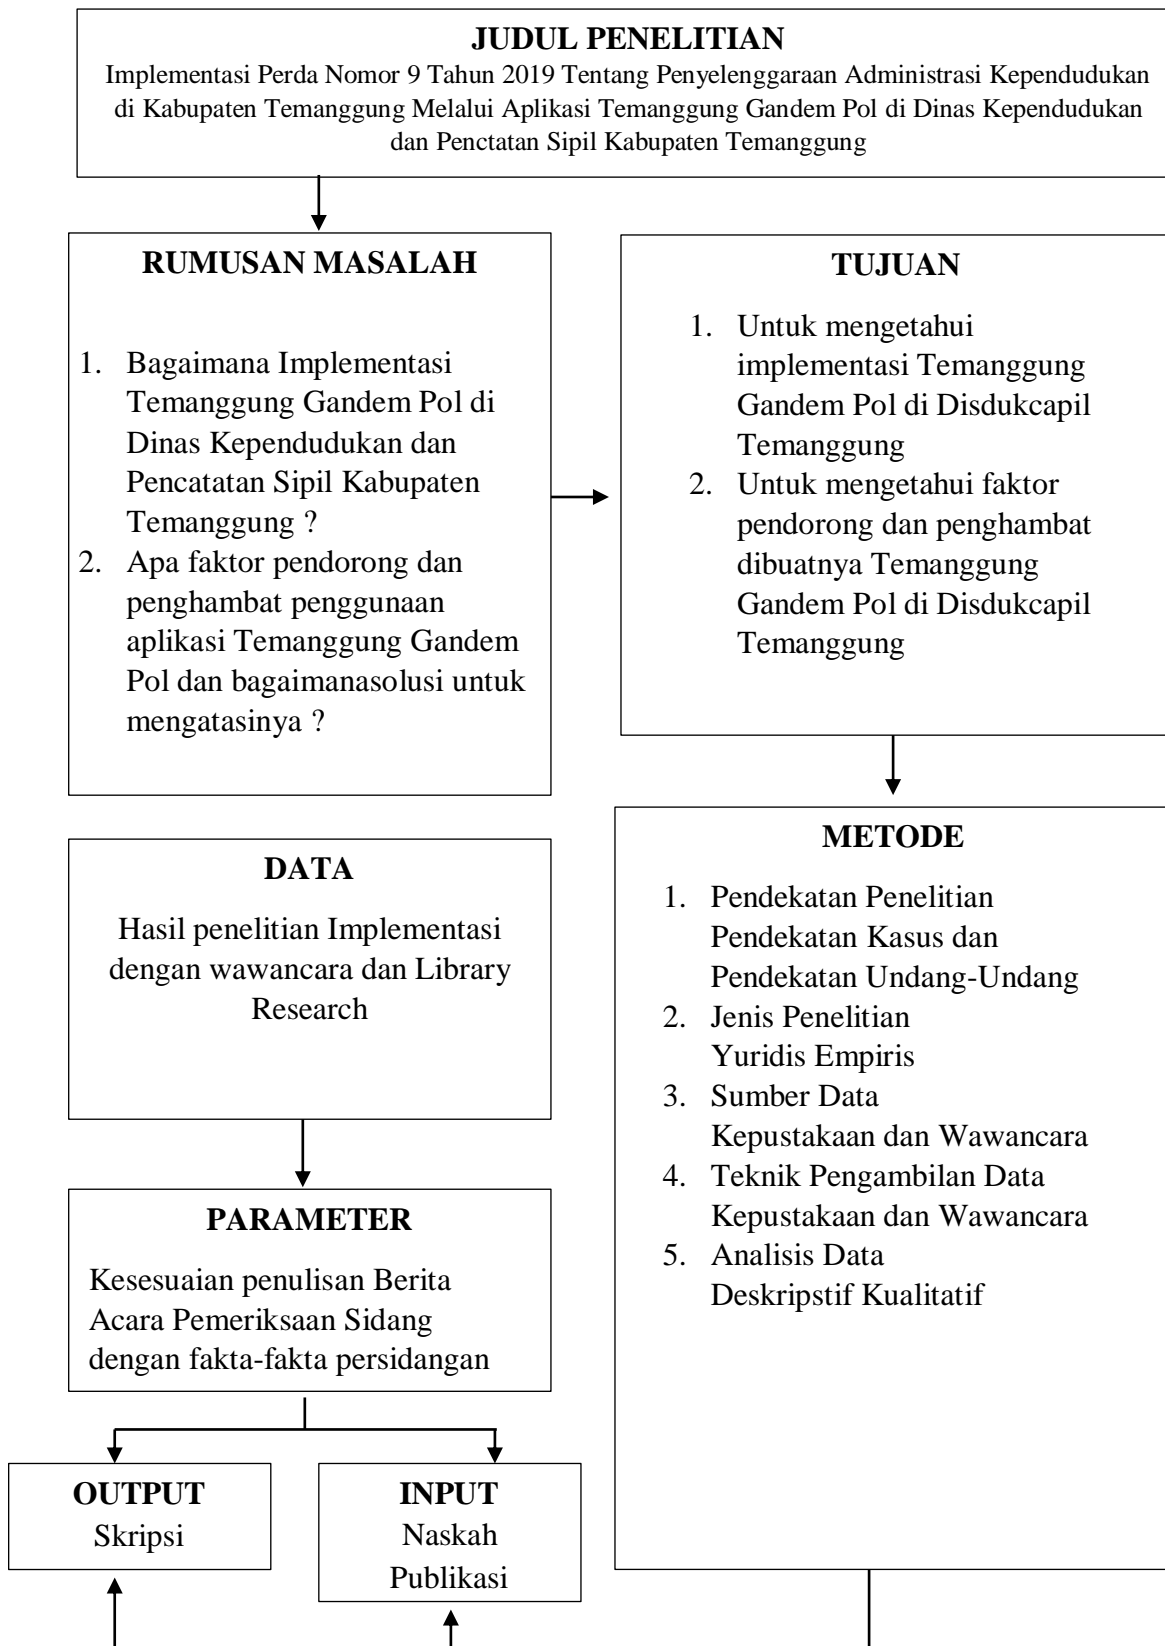 JUDUL PENELITIAN
Implementasi Perda Nomor 9 Tahun 2019 Tentang Penyelenggaraan Administrasi Kependudukan
di Kabupaten Temanggung Melalui Aplikasi Temanggung Gandem Pol di Dinas Kependudukan
dan Penctatan Sipil Kabupaten Temanggung
RUMUSAN MASALAH
1. Bagaimana Implementasi
Temanggung Gandem Pol di
Dinas Kependudukan dan
Pencatatan Sipil Kabupaten
Temanggung ?
2. Apa faktor pendorong dan
penghambat penggunaan
aplikasi Temanggung Gandem
Pol dan bagaimanasolusi untuk
mengatasinya ?
TUJUAN
1. Untuk mengetahui
implementasi Temanggung
Gandem Pol di Disdukcapil
Temanggung
2. Untuk mengetahui faktor
pendorong dan penghambat
dibuatnya Temanggung
Gandem Pol di Disdukcapil
Temanggung
DATA
Hasil penelitian Implementasi
dengan wawancara dan Library
Research
METODE
1. Pendekatan Penelitian
Pendekatan Kasus dan
Pendekatan Undang-Undang
2. Jenis Penelitian
Yuridis Empiris
3. Sumber Data
Kepustakaan dan Wawancara
4. Teknik Pengambilan Data
Kepustakaan dan Wawancara
5. Analisis Data
Deskripstif Kualitatif
PARAMETER
Kesesuaian penulisan Berita
Acara Pemeriksaan Sidang
dengan fakta-fakta persidangan
OUTPUT
Skripsi
INPUT
Naskah
Publikasi